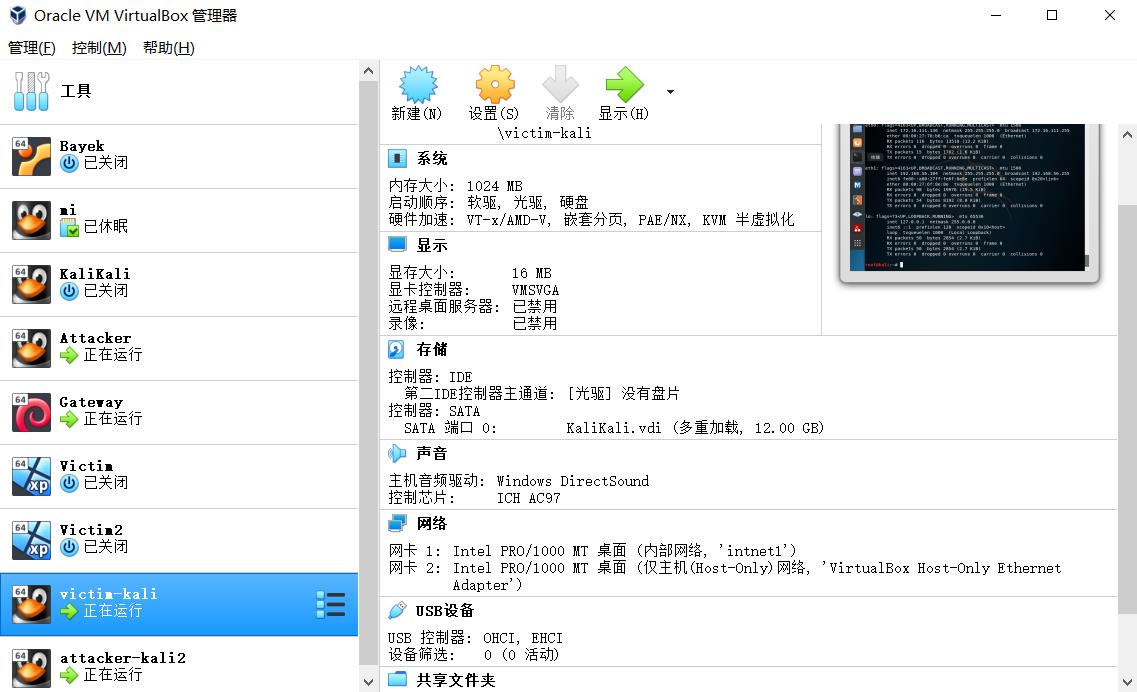 Oracle VM VirtualBox 管理器
管理(F) 控制(M) 帮助(H)
工具
新建(N) 设置(S) 清除 显示(H)
64 Bayek
已关闭
mi
已休眠
64 KaliKali
已关闭
64 Attacker
正在运行
64 Gateway
正在运行
64 Victim
xp 已关闭
64 Victim2
xp 已关闭
64 victim-kali
正在运行
64 attacker-kali2
正在运行
\victim-kali
系统
内存大小: 1024 MB
启动顺序: 软驱, 光驱, 硬盘
硬件加速: VT-x/AMD-V, 嵌套分页, PAE/NX, KVM 半虚拟化
显示
显存大小: 16 MB
显卡控制器: VMSVGA
远程桌面服务器: 已禁用
录像: 已禁用
存储
控制器: IDE
第二IDE控制器主通道: [光驱] 没有盘片
控制器: SATA
SATA 端口 0: KaliKali.vdi (多重加载, 12.00 GB)
声音
主机音频驱动: Windows DirectSound
控制芯片: ICH AC97
网络
网卡 1: Intel PRO/1000 MT 桌面 (内部网络, 'intnet1')
网卡 2: Intel PRO/1000 MT 桌面 (仅主机(Host-Only)网络, 'VirtualBox Host-Only Ethernet
Adapter')
USB设备
USB 控制器: OHCI, EHCI
设备筛选: 0 (0 活动)
共享文件夹